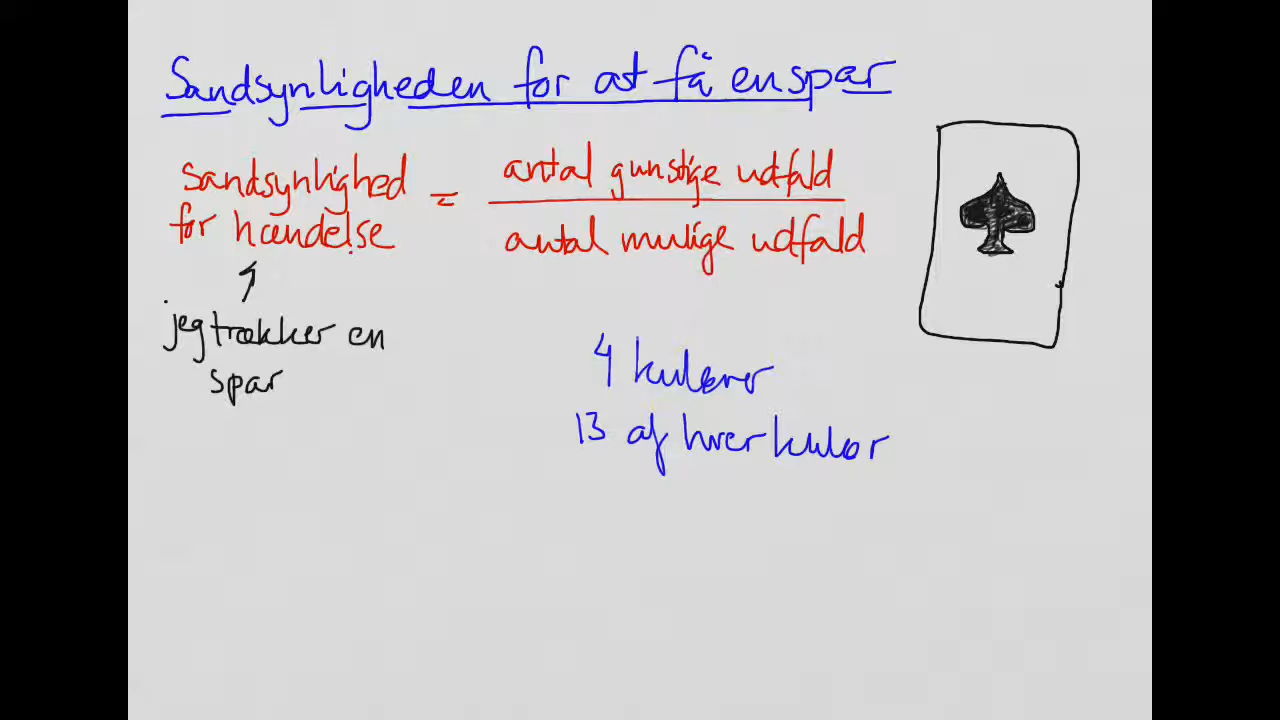 Sandsynligheden for at få en spar
sandsynlighed
for hændelse
=
antal gunstige udfald
antal mulige udfald
jeg trækker en
spar
4 kulører
13 af hver kulør